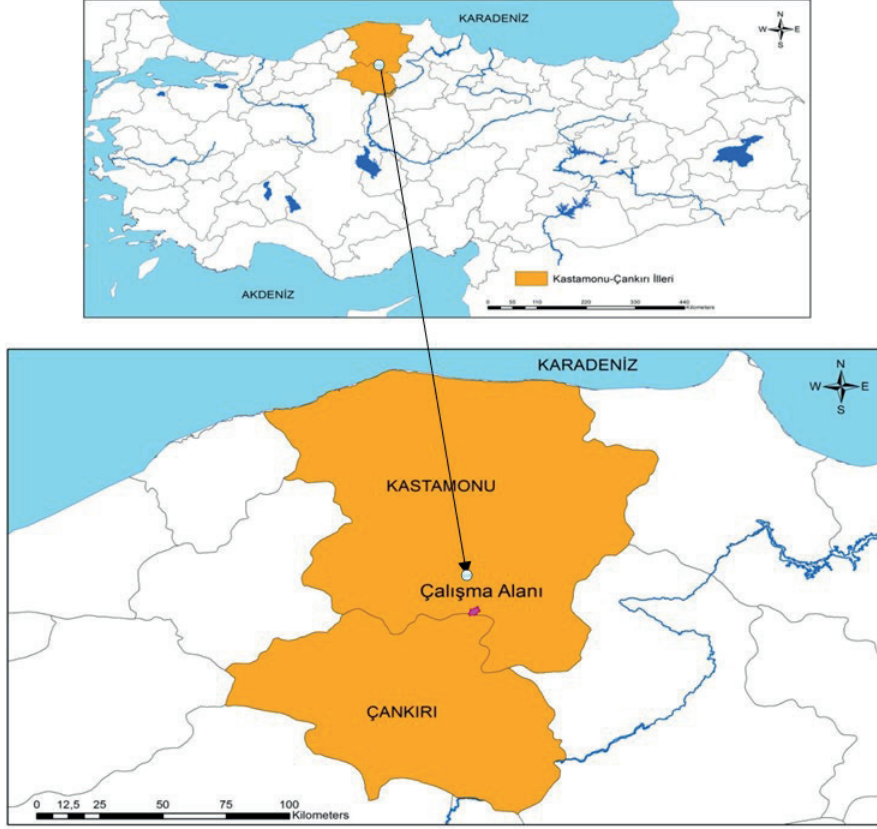 KARADENİZ
N
W E
S
AKDENİZ
Kastamonu-Çankırı İlleri
0 55 110 220 330 440
Kilometers
KARADENİZ
N
W E
S
KASTAMONU
Çalışma Alanı
ÇANKIRI
0 12,5 25 50 75 100
Kilometers